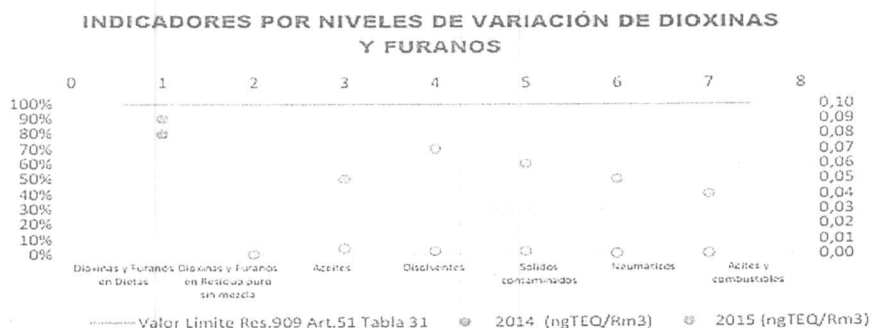 INDICADORES POR NIVELES DE VARIACIÓN DE DIOXINAS
Y FURANOS
0 1 2 3 4 5 6 7 8
100% 0,10
90% 0,09
80% 0,08
70% 0,07
60% 0,06
50% 0,05
40% 0,04
30% 0,03
20% 0,02
10% 0,01
0% 0,00
Dioxinas y Furanos Dioxinas y Furanos Aceites Disolventes Solidos Neumaticos Acites y
en Dietas en Residuo puro contaminados combustibles
sin mezcla
Valor Limite Res.909 Art.51 Tabla 31 2014 (ngTEQ/Rm3) 2015 (ngTEQ/Rm3)